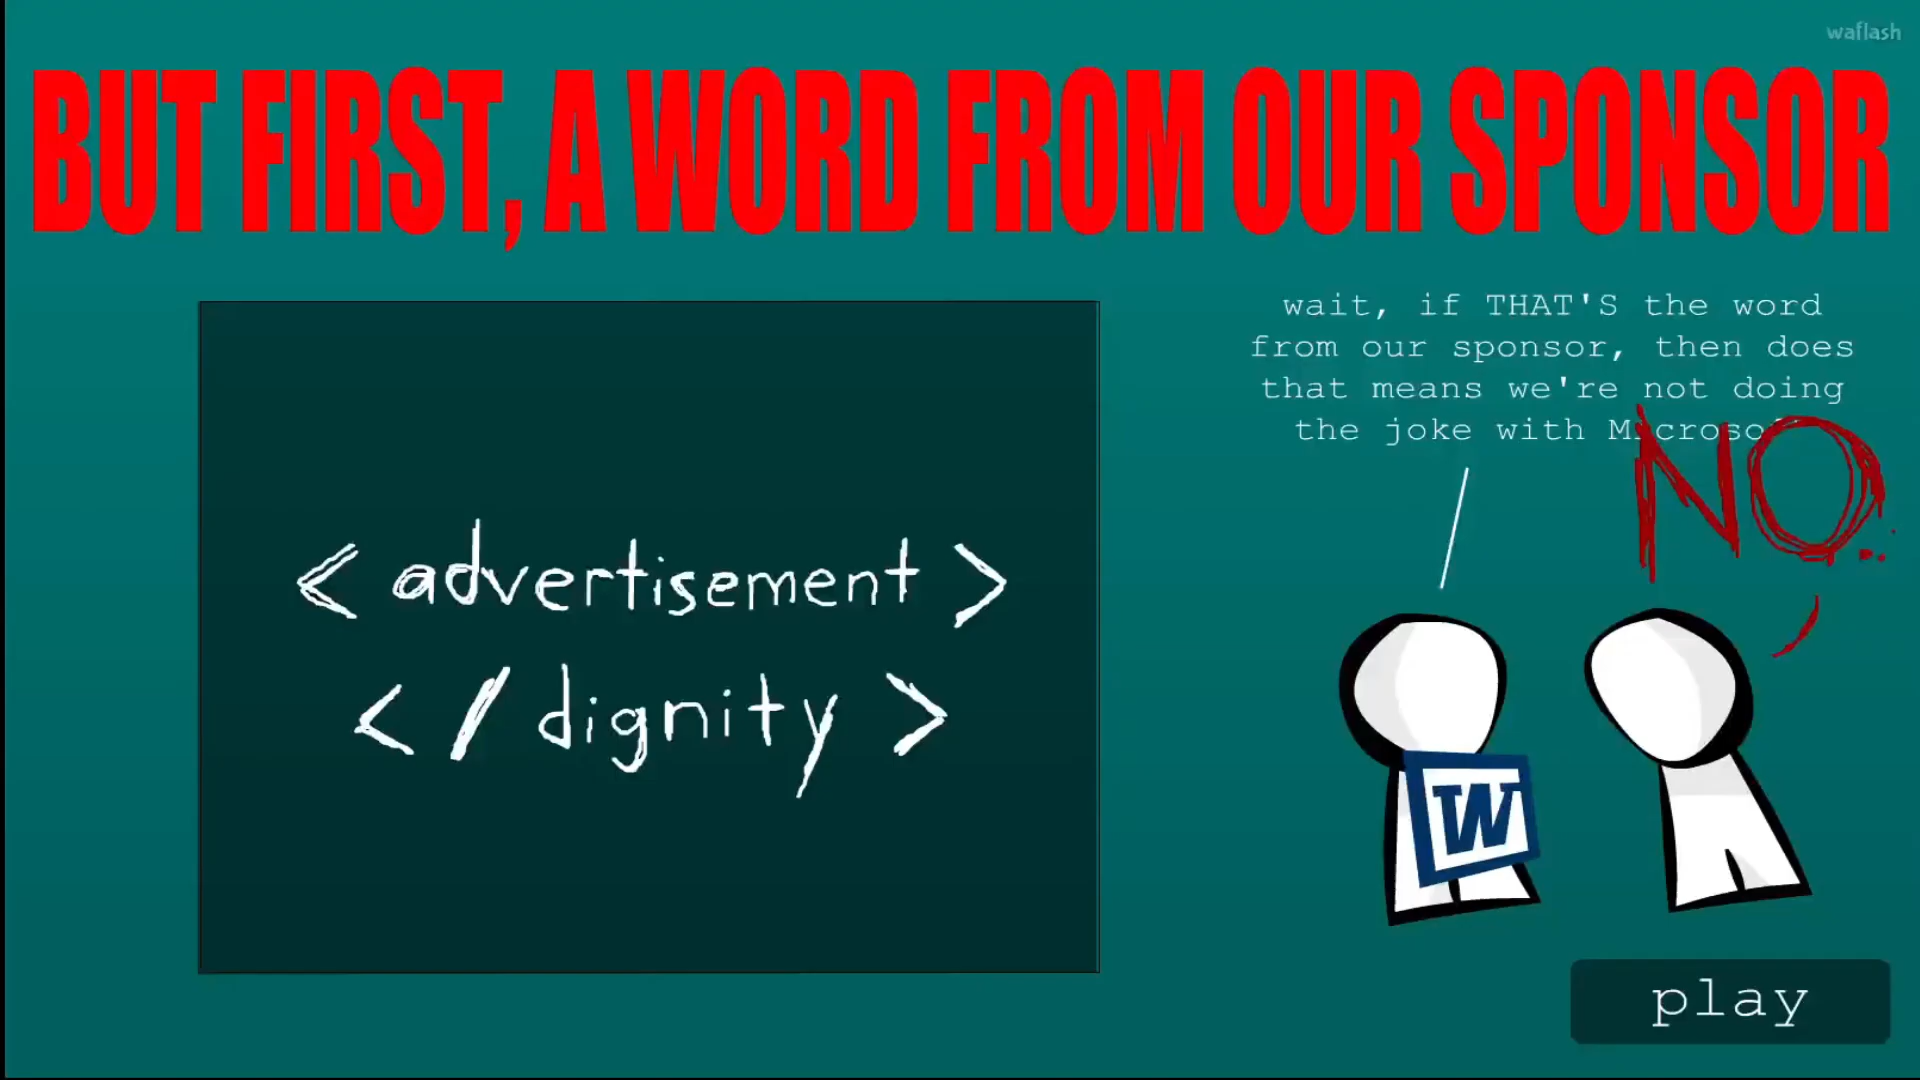 waflash
BUT FIRST, A WORD FROM OUR SPONSOR
wait, if THAT'S the word
from our sponsor, then does
that means we're not doing
the joke with Microso
NO.
< advertisement >
</ dignity >
W
play